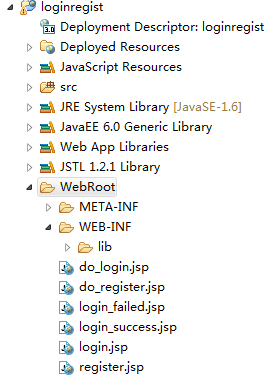 loginregist
3.0 Deployment Descriptor: loginregist
Deployed Resources
JavaScript Resources
src
JRE System Library [JavaSE-1.6]
JavaEE 6.0 Generic Library
Web App Libraries
JSTL 1.2.1 Library
WebRoot
META-INF
WEB-INF
lib
do_login.jsp
do_register.jsp
login_failed.jsp
login_success.jsp
login.jsp
register.jsp